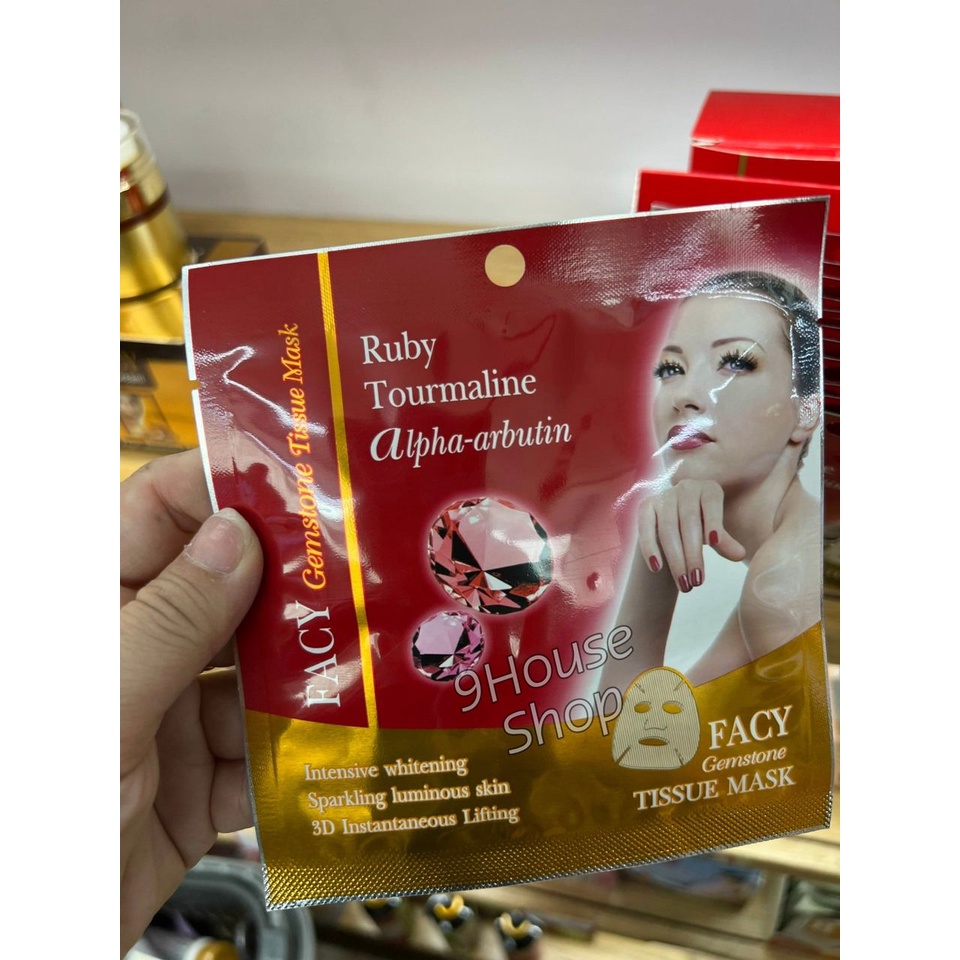 Ruby
Tourmaline
alpha-arbutin
FACY Gemstone Tissue Mask
9House
Shop
Intensive whitening
Sparkling luminous skin
3D Instantaneous Lifting
FACY
Gemstone
TISSUE MASK